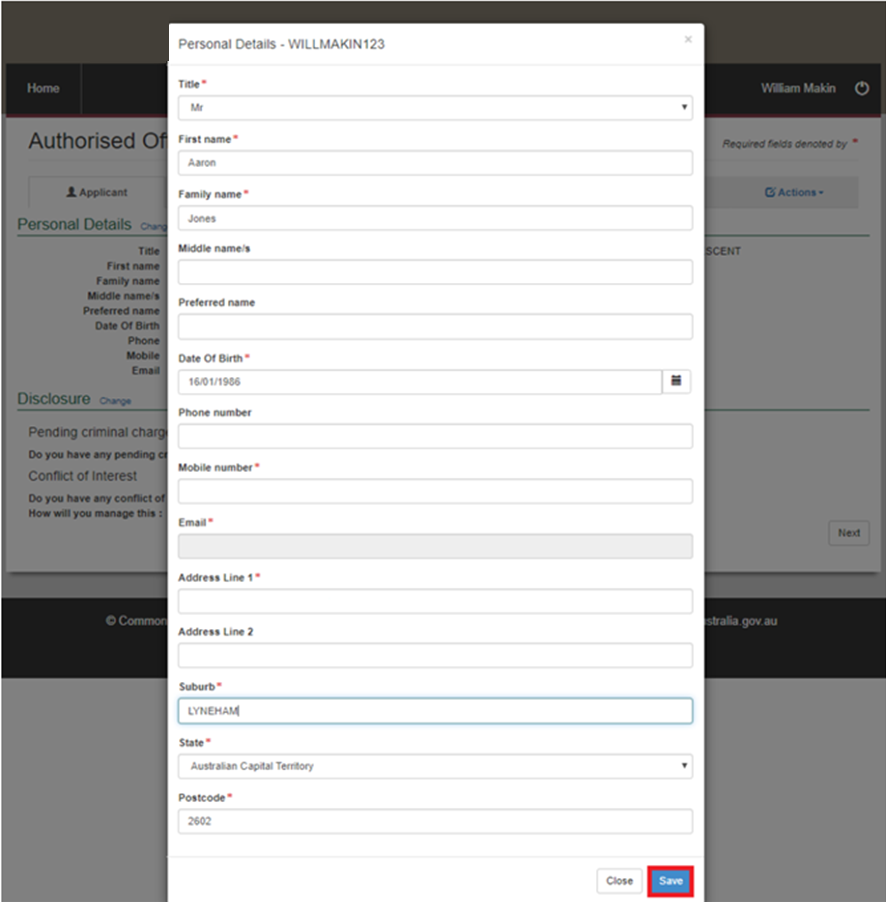 Personal Details - WILLMAKIN123
×
Home
William Makin
Authorised Of
Required fields denoted by *
Applicant
Actions
Personal Details Chang
Title
First name
Family name
Middle name/s
Preferred name
Date Of Birth
Phone
Mobile
Email
SCENT
Disclosure Change
Pending criminal charg
Do you have any pending cr
Conflict of Interest
Do you have any conflict of
How will you manage this :
Next
© Common
stralia.gov.au
Title *
Mr
First name *
Aaron
Family name *
Jones
Middle name/s
Preferred name
Date Of Birth *
16/01/1986
Phone number
Mobile number *
Email *
Address Line 1 *
Address Line 2
Suburb *
LYNEHAM
State *
Australian Capital Territory
Postcode *
2602
Close
Save